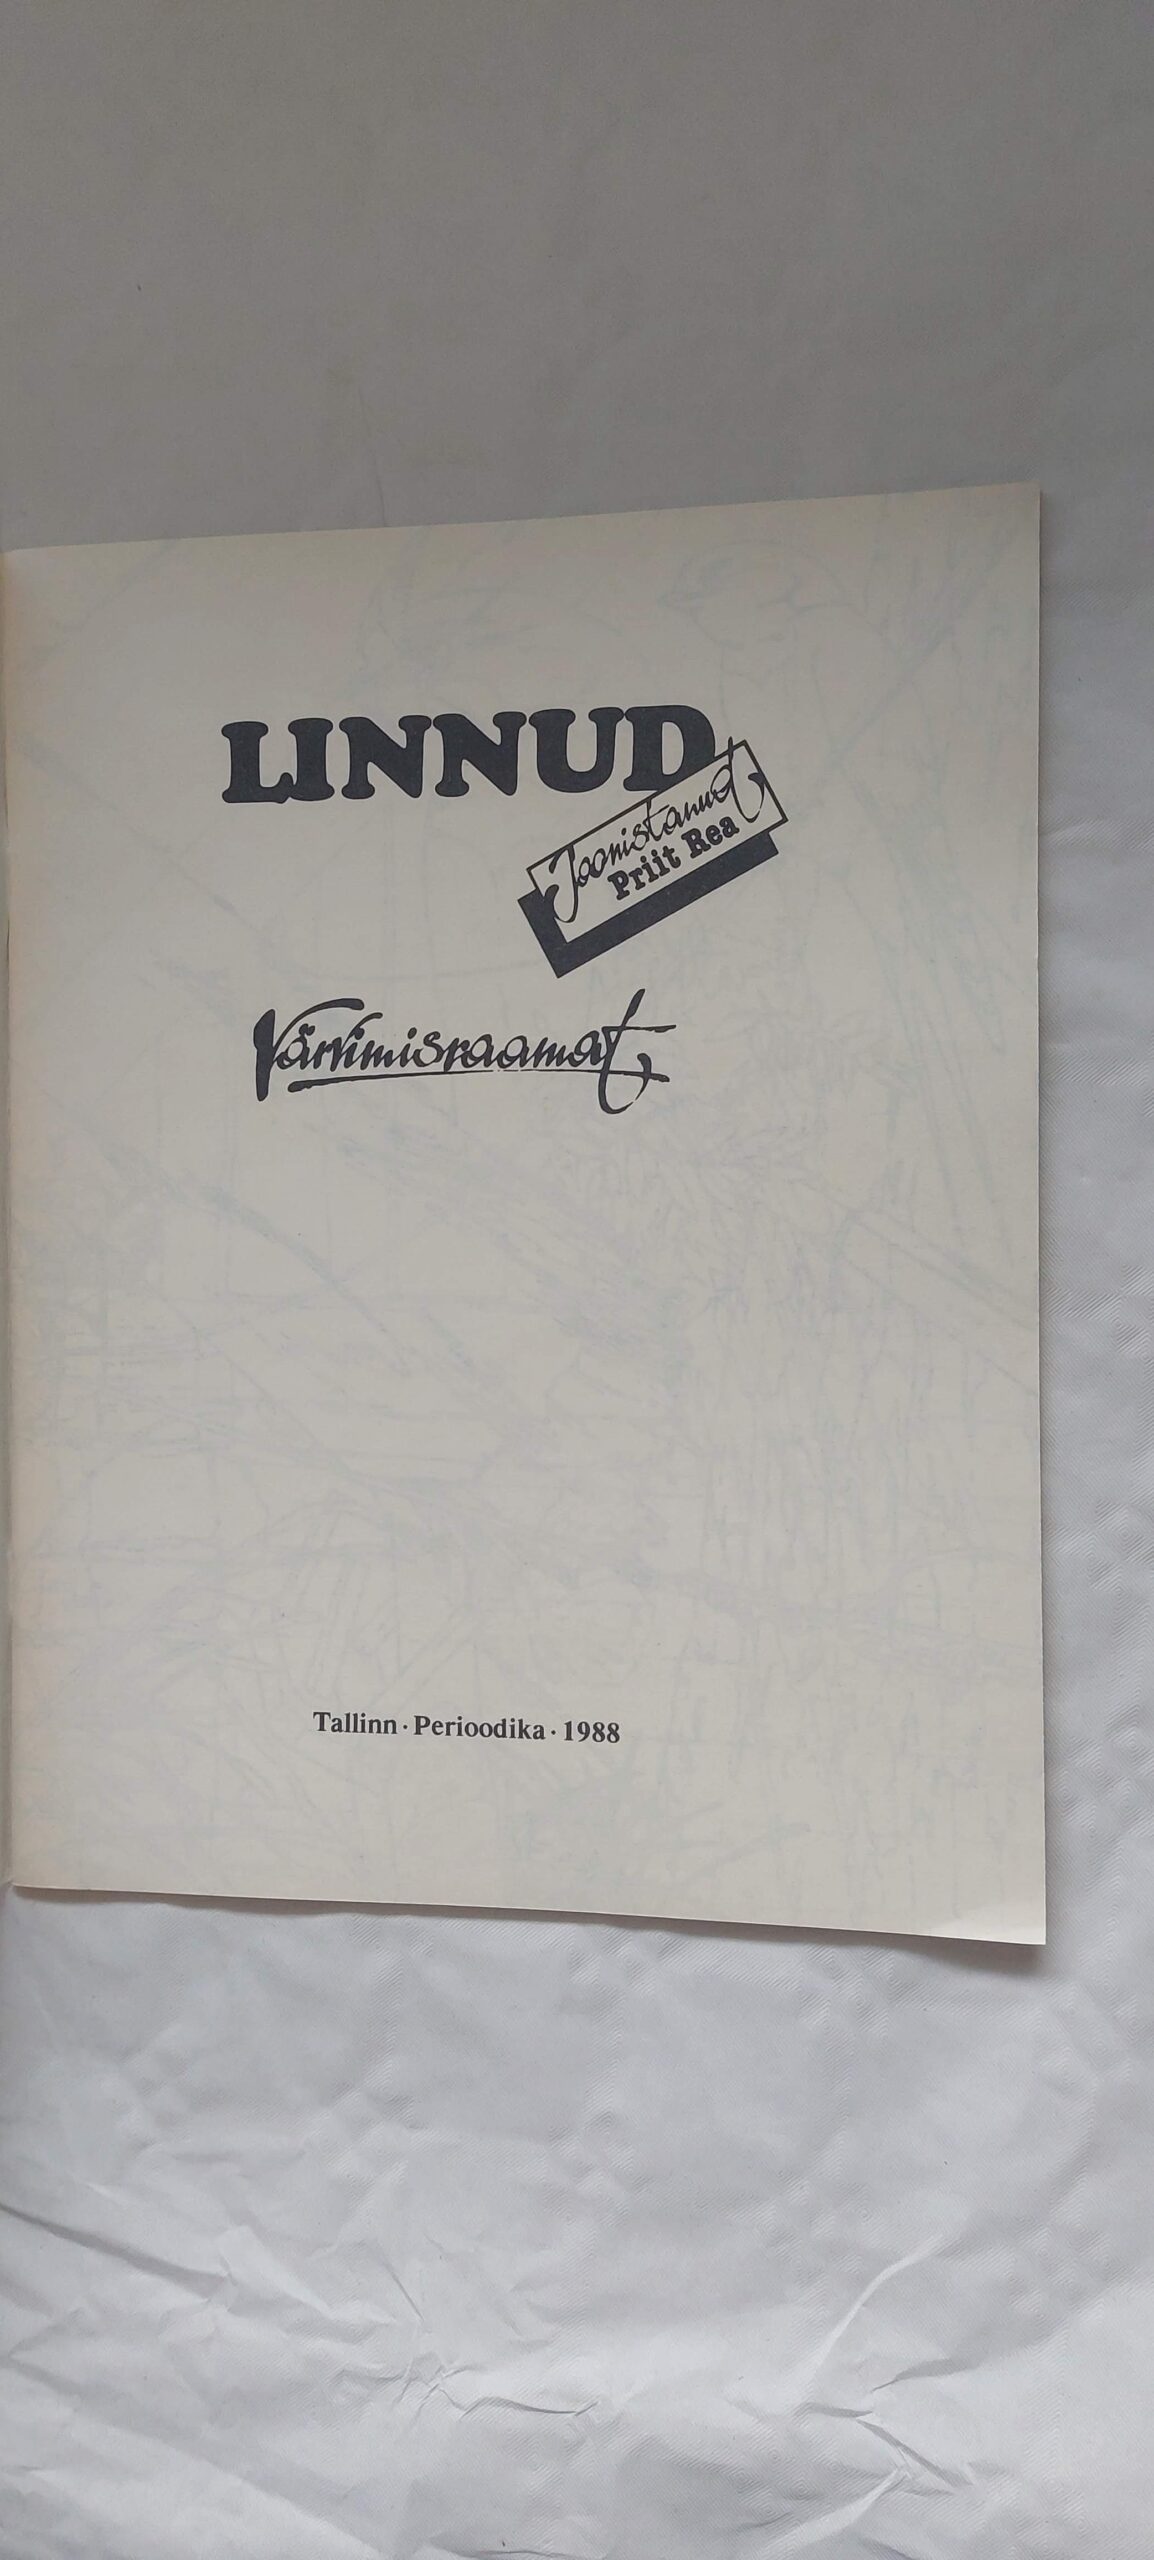 LINNUD
Joonistanud
Priit Rea
Värvimisraamat
Tallinn · Perioodika · 1988